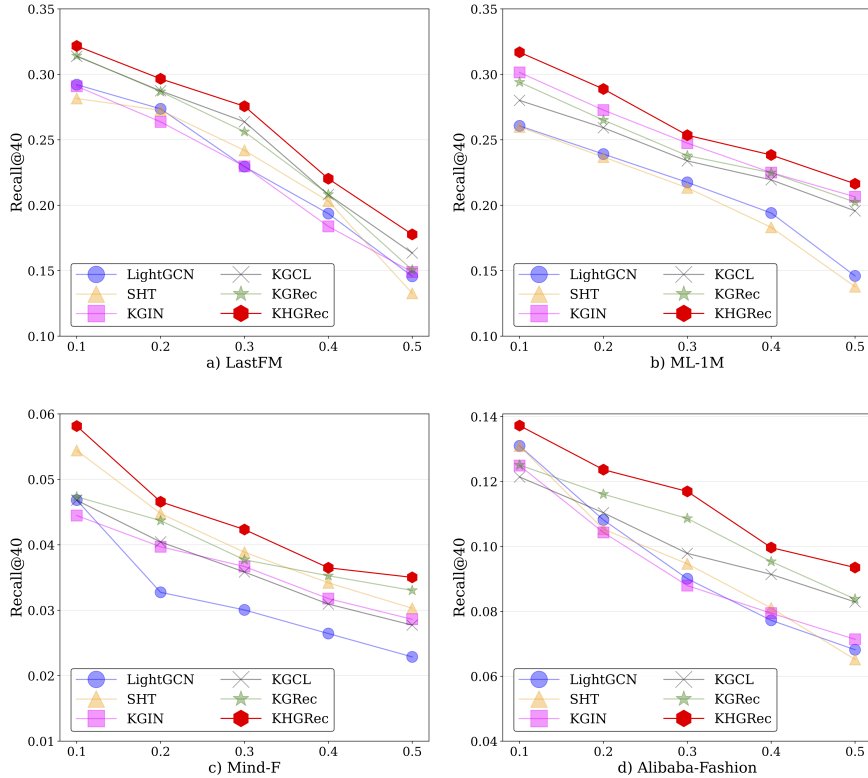 0.35
0.30
0.25
0.20
0.15
0.10
Recall@40
LightGCN
SHT
KGIN
KGCL
KGRec
KHGRec
0.1 0.2 0.3 0.4 0.5
a) LastFM
0.35
0.30
0.25
0.20
0.15
0.10
Recall@40
LightGCN
SHT
KGIN
KGCL
KGRec
KHGRec
0.1 0.2 0.3 0.4 0.5
b) ML-1M
0.06
0.05
0.04
0.03
0.02
0.01
Recall@40
LightGCN
SHT
KGIN
KGCL
KGRec
KHGRec
0.1 0.2 0.3 0.4 0.5
c) Mind-F
0.14
0.12
0.10
0.08
0.06
0.04
Recall@40
LightGCN
SHT
KGIN
KGCL
KGRec
KHGRec
0.1 0.2 0.3 0.4 0.5
d) Alibaba-Fashion